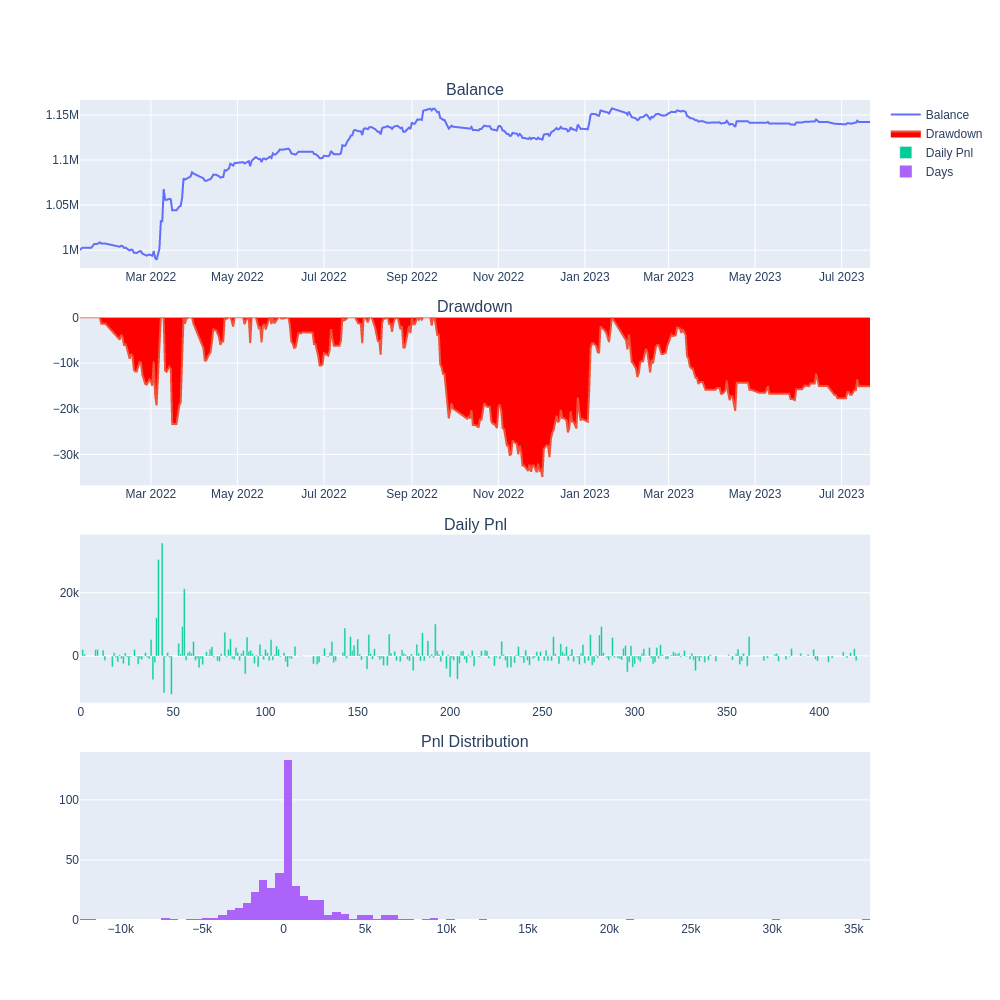 Balance
1.15M
1.1M
1.05M
1M
Mar 2022 May 2022 Jul 2022 Sep 2022 Nov 2022 Jan 2023 Mar 2023 May 2023 Jul 2023
Balance
Drawdown
Daily Pnl
Days
Drawdown
0
−10k
−20k
−30k
Mar 2022 May 2022 Jul 2022 Sep 2022 Nov 2022 Jan 2023 Mar 2023 May 2023 Jul 2023
Daily Pnl
20k
0
0 50 100 150 200 250 300 350 400
Pnl Distribution
100
50
0
−10k −5k 0 5k 10k 15k 20k 25k 30k 35k